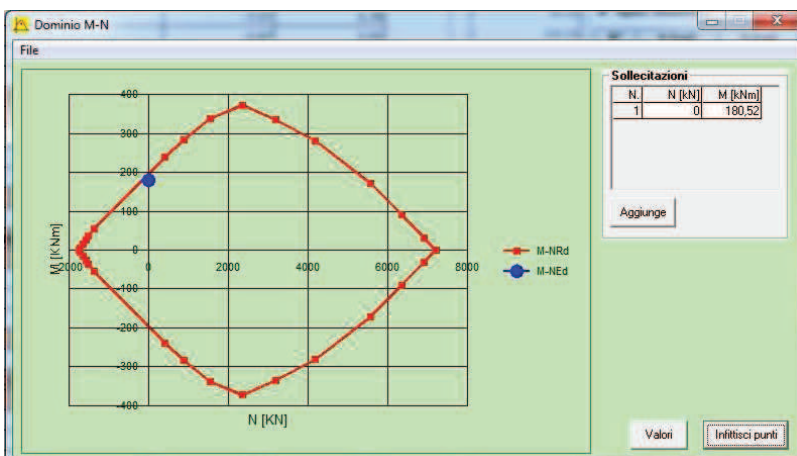 Dominio M-N
File
Sollecitazioni
N. N [kN] M [kNm]
1 0 180,52
Aggiunge
400
300
200
100
0
-100
-200
-300
-400
M [KNm]
2000 0 2000 4000 6000 8000
N [KN]
M-NRd
M-NEd
Valori
Infittisci punti